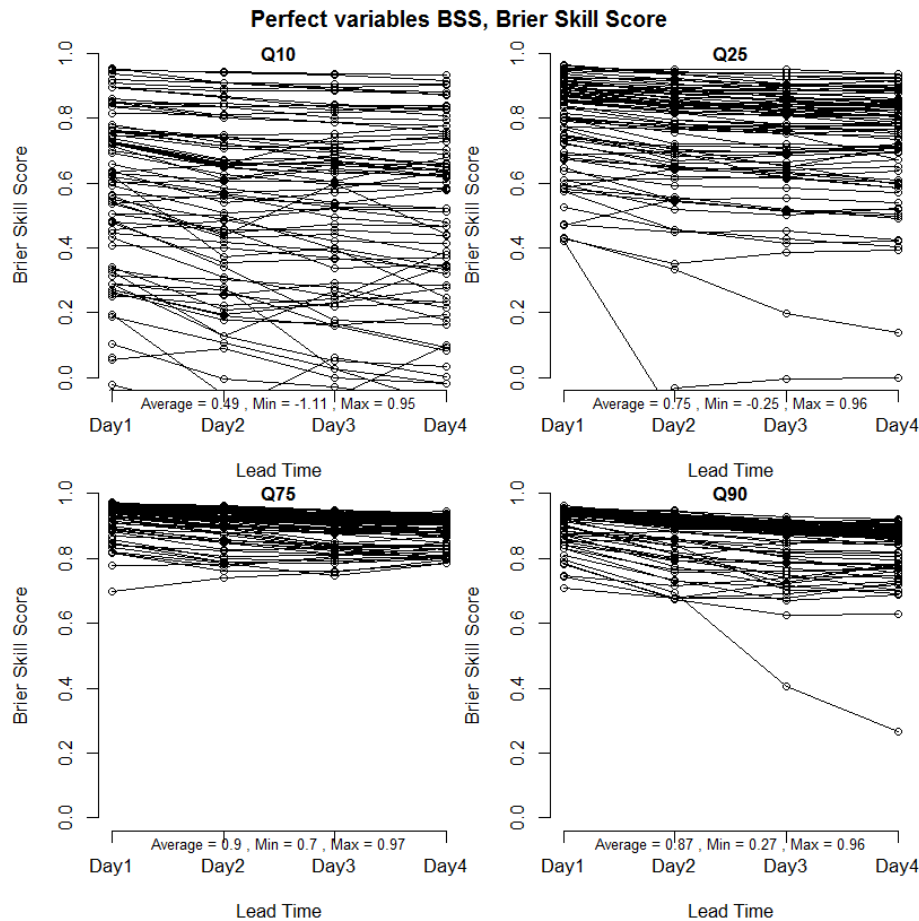 Perfect variables BSS, Brier Skill Score
Q10
Brier Skill Score
1.0
0.8
0.6
0.4
0.2
0.0
Average = 0.49 , Min = -1.11 , Max = 0.95
Day1 Day2 Day3 Day4
Lead Time
Q25
Brier Skill Score
1.0
0.8
0.6
0.4
0.2
0.0
Average = 0.75 , Min = -0.25 , Max = 0.96
Day1 Day2 Day3 Day4
Lead Time
Q75
Brier Skill Score
1.0
0.8
0.6
0.4
0.2
0.0
Average = 0.9 , Min = 0.7 , Max = 0.97
Day1 Day2 Day3 Day4
Lead Time
Q90
Brier Skill Score
1.0
0.8
0.6
0.4
0.2
0.0
Average = 0.87 , Min = 0.27 , Max = 0.96
Day1 Day2 Day3 Day4
Lead Time